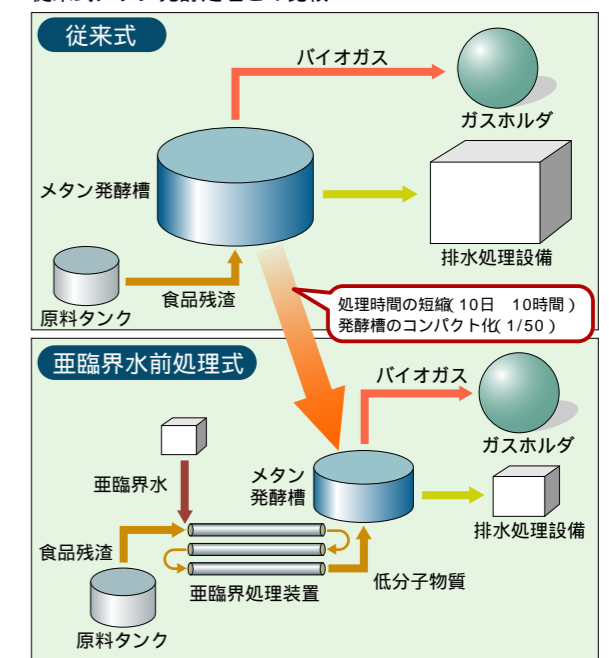 従来式
バイオガス
ガスホルダ
メタン発酵槽
排水処理設備
食品残渣
原料タンク
処理時間の短縮(10日 10時間)
発酵槽のコンパクト化(1/50)
亜臨界水前処理式
バイオガス
ガスホルダ
メタン
発酵槽
亜臨界水
排水処理設備
食品残渣
低分子物質
亜臨界処理装置
原料タンク